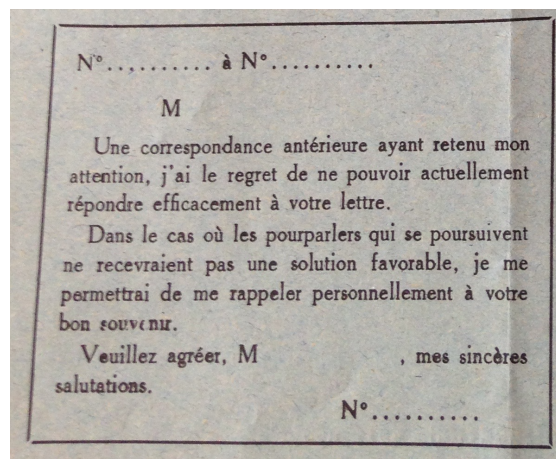 N°.......... à N°..........
M
Une correspondance antérieure ayant retenu mon
attention, j'ai le regret de ne pouvoir actuellement
répondre efficacement à votre lettre.
Dans le cas où les pourparlers qui se poursuivent
ne recevraient pas une solution favorable, je me
permettrai de me rappeler personnellement à votre
bon souvenir.
Veuillez agréer, M , mes sincères
salutations.
N°..........